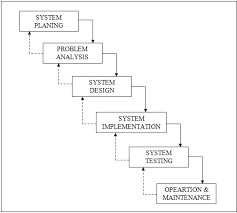 SYSTEM
PLANING
PROBLEM
ANALYSIS
SYSTEM
DESIGN
SYSTEM
IMPLEMENTATION
SYSTEM
TESTING
OPEARTION &
MAINTENANCE